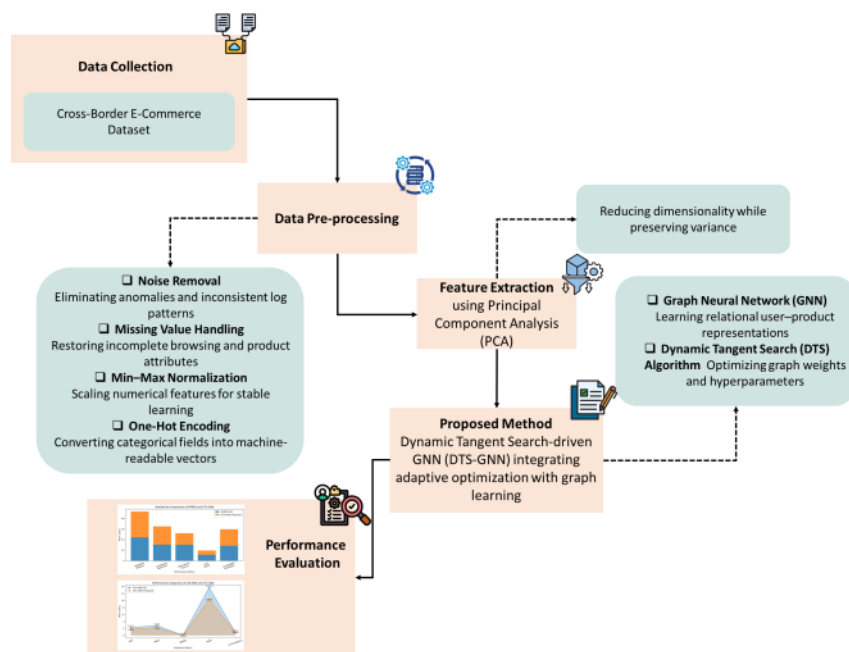 Data Collection
Cross-Border E-Commerce
Dataset
Data Pre-processing
Reducing dimensionality while
preserving variance
❑ Noise Removal
Eliminating anomalies and inconsistent log
patterns
❑ Missing Value Handling
Restoring incomplete browsing and product
attributes
❑ Min–Max Normalization
Scaling numerical features for stable
learning
❑ One-Hot Encoding
Converting categorical fields into machine-
readable vectors
Feature Extraction
using Principal
Component Analysis
(PCA)
❑ Graph Neural Network (GNN)
Learning relational user–product
representations
❑ Dynamic Tangent Search (DTS)
Algorithm Optimizing graph weights
and hyperparameters
Proposed Method
Dynamic Tangent Search-driven
GNN (DTS-GNN) integrating
adaptive optimization with graph
learning
Performance
Evaluation